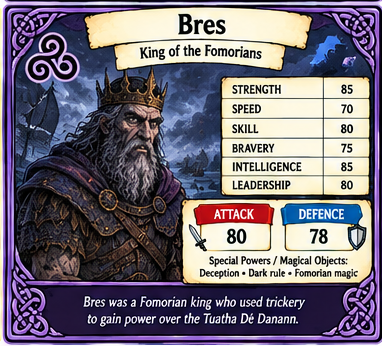 Bres
King of the Fomorians
STRENGTH 85
SPEED 70
SKILL 80
BRAVERY 75
INTELLIGENCE 85
LEADERSHIP 80
ATTACK
80
DEFENCE
78
Special Powers / Magical Objects:
Deception • Dark rule • Fomorian magic
Bres was a Fomorian king who used trickery
to gain power over the Tuatha Dé Danann.